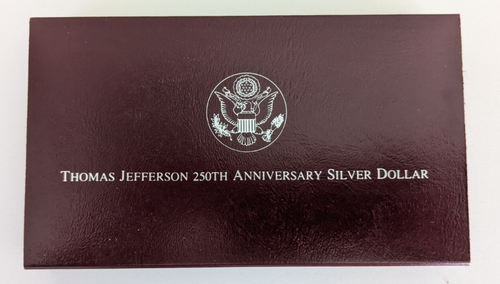 THOMAS JEFFERSON 250TH ANNIVERSARY SILVER DOLLAR